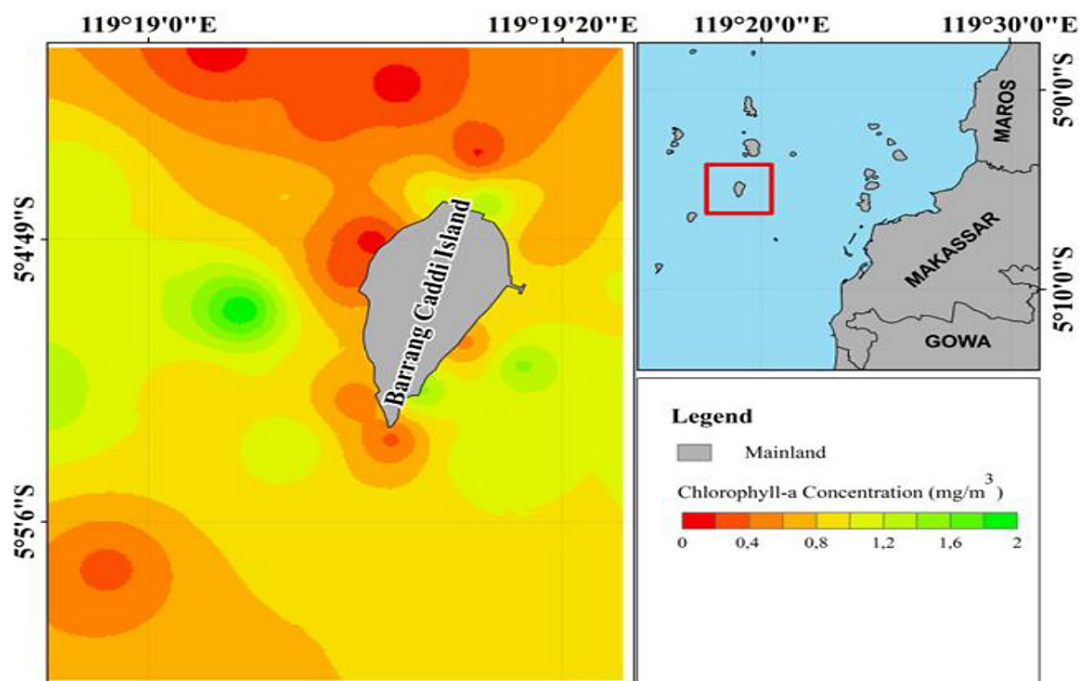 119°19'0"E
119°19'20"E
5°4'49"S
5°5'6"S
Barrang Caddi Island
119°20'0"E
119°30'0"E
5°0'0"S
5°10'0"S
MAROS
MAKASSAR
GOWA
Legend
Mainland
Chlorophyll-a Concentration (mg/m³)
0 0,4 0,8 1,2 1,6 2